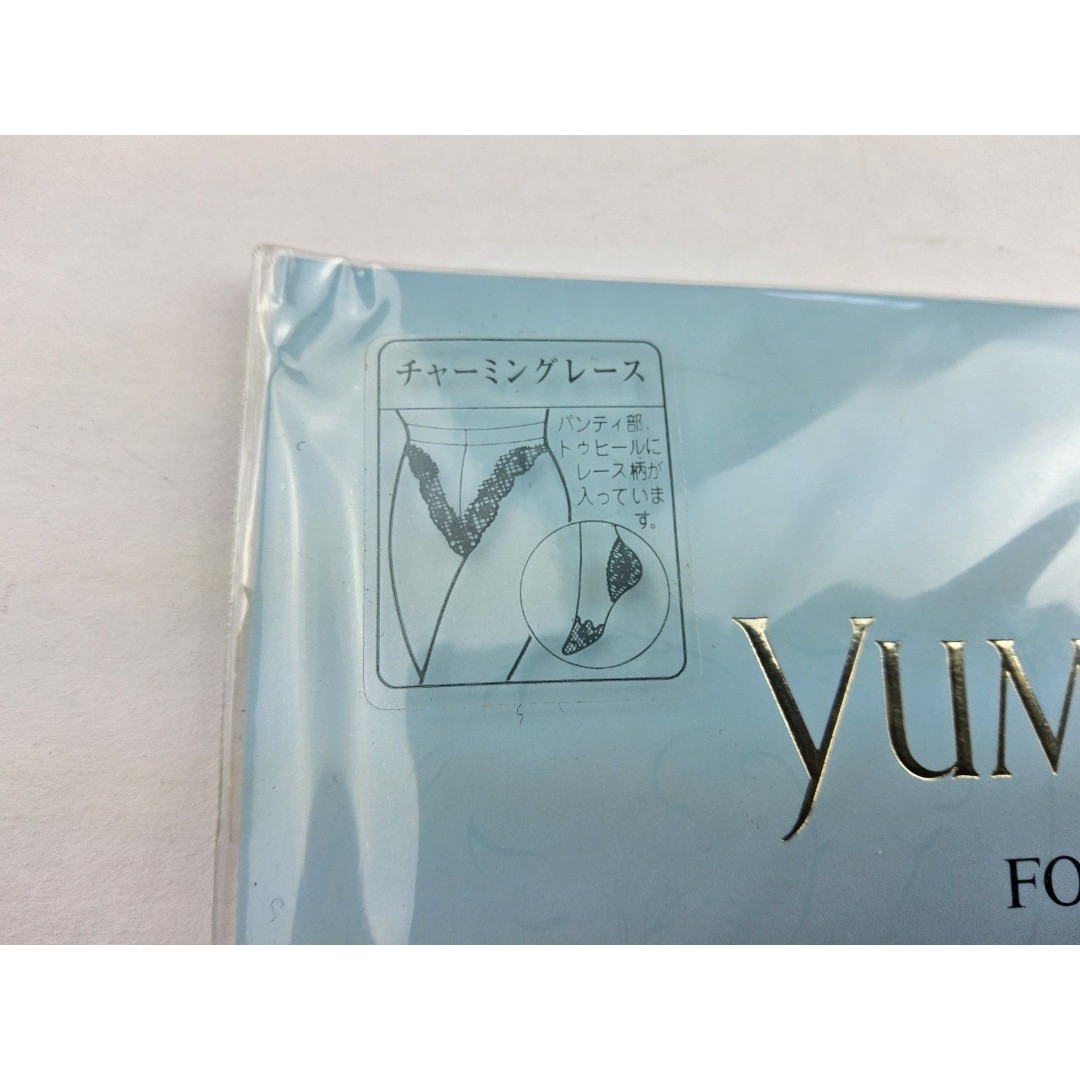 チャーミングレース
パンティ部、
トゥヒールに
レース柄が
入っていま
す。
YUM
FO